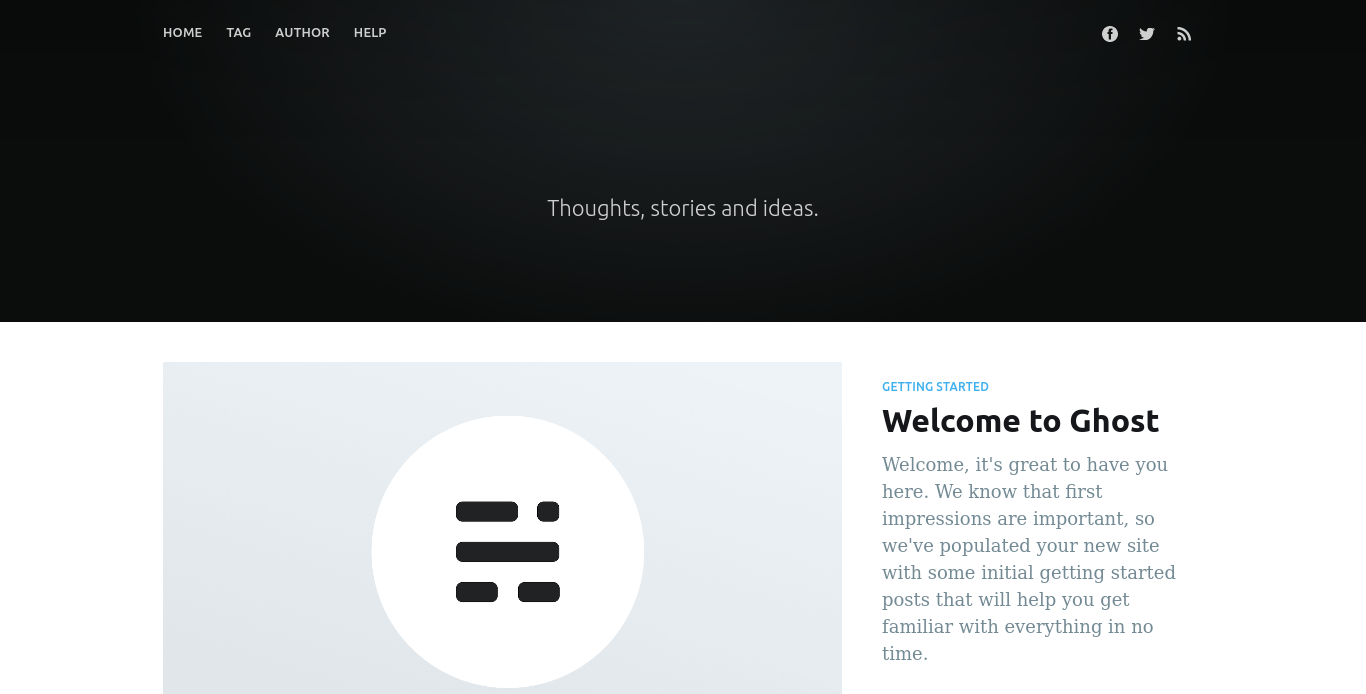 HOME TAG AUTHOR HELP
Thoughts, stories and ideas.
GETTING STARTED
Welcome to Ghost
Welcome, it's great to have you
here. We know that first
impressions are important, so
we've populated your new site
with some initial getting started
posts that will help you get
familiar with everything in no
time.